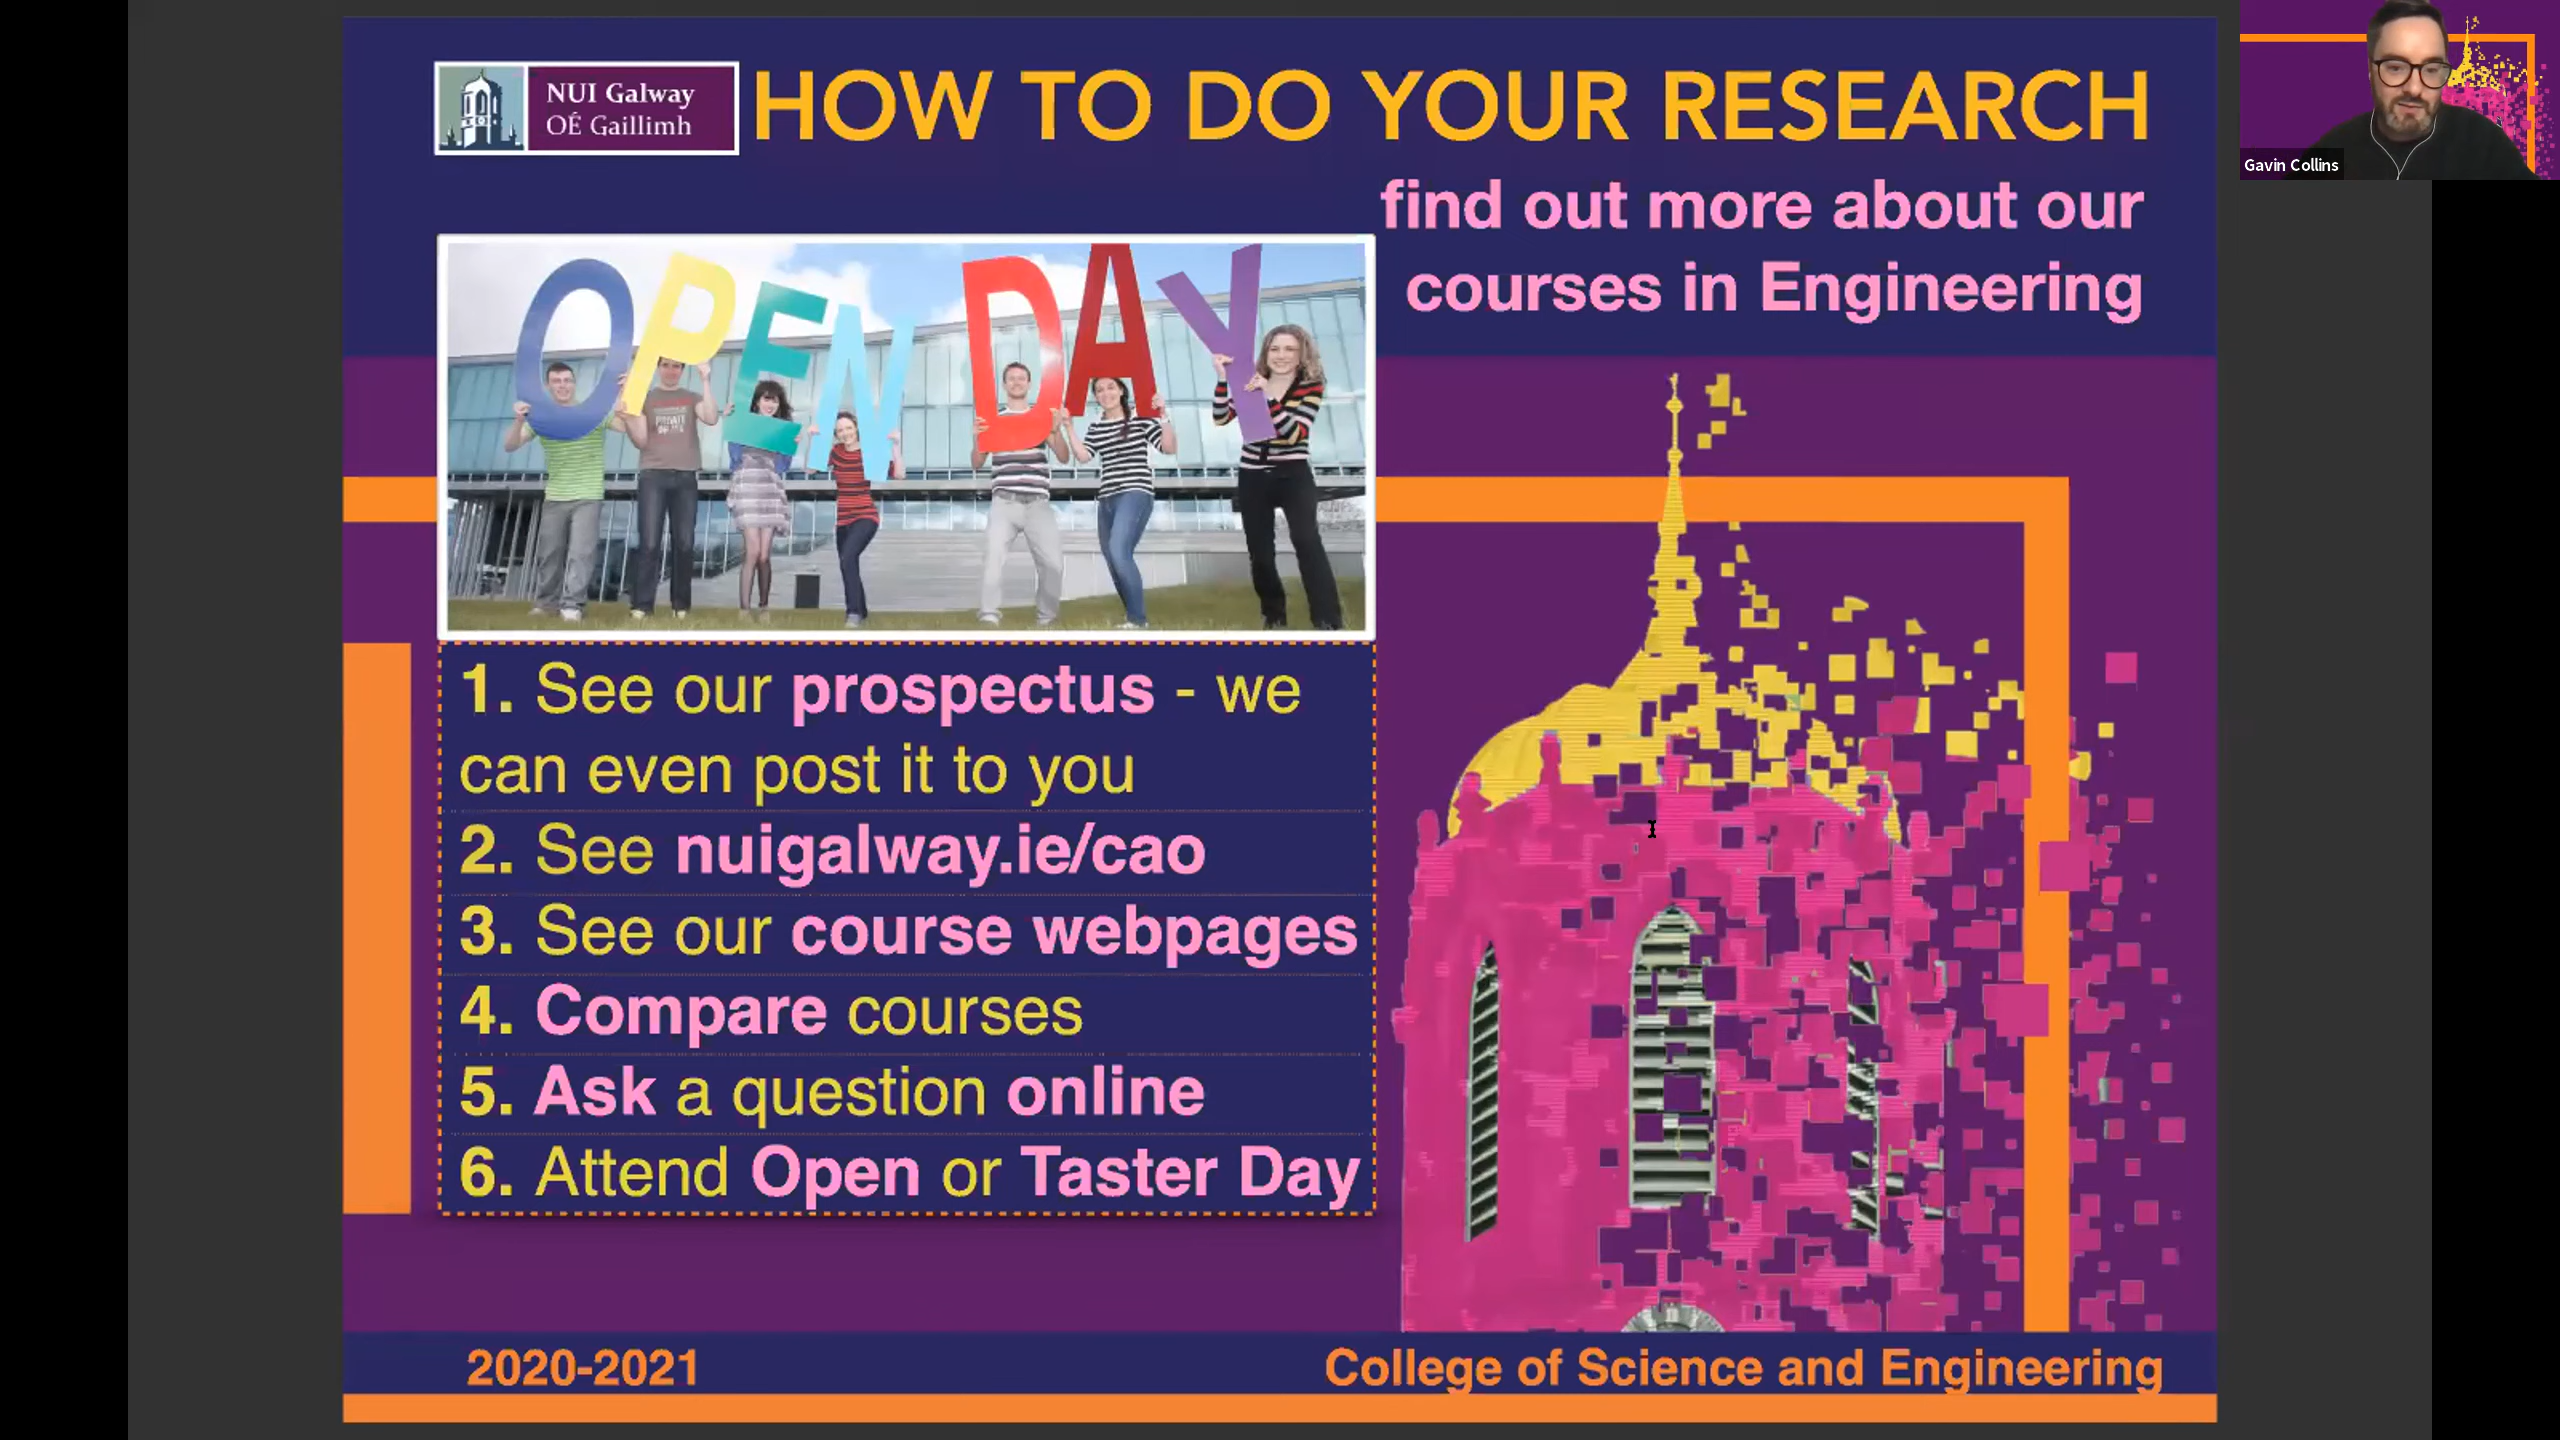 NUI Galway
OÉ Gaillimh
HOW TO DO YOUR RESEARCH
find out more about our
courses in Engineering
Gavin Collins
OPEN DAY
1. See our prospectus - we
can even post it to you
2. See nuigalway.ie/cao
3. See our course webpages
4. Compare courses
5. Ask a question online
6. Attend Open or Taster Day
2020-2021
College of Science and Engineering